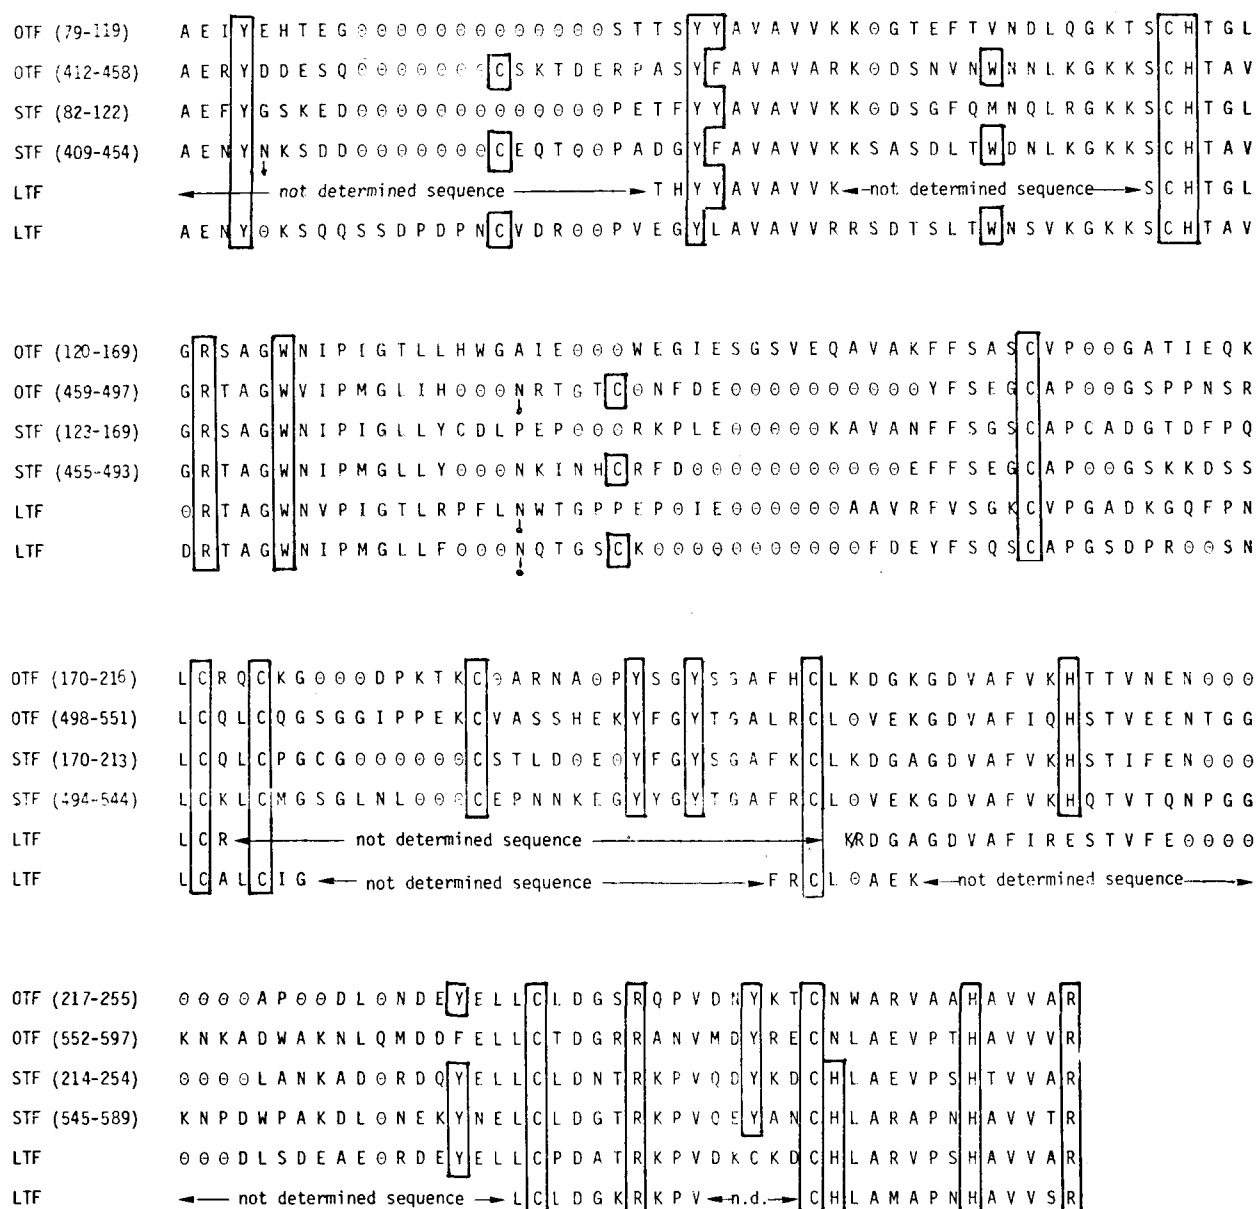 OTF (79-119) A E I Y E H T E G Θ Θ Θ Θ Θ Θ Θ Θ Θ Θ Θ Θ Θ S T T S Y Y A V A V V K K Θ G T E F T V N D L Q G K T S C H T G L
OTF (412-458) A E R Y D D E S Q Θ Θ Θ Θ Θ Θ Θ C S K T D E R P A S Y F A V A V A R K Θ D S N V N W N N L K G K K S C H T A V
STF (82-122) A E F Y G S K E D Θ Θ Θ Θ Θ Θ Θ Θ Θ Θ Θ Θ Θ P E T F Y Y A V A V V K K Θ D S G F Q M N Q L R G K K S C H T G L
STF (409-454) A E N Y N K S D D Θ Θ Θ Θ Θ Θ Θ C E Q T Θ Θ P A D G Y F A V A V V K K S A S D L T W D N L K G K K S C H T A V
LTF not determined sequence T H Y Y A V A V V K not determined sequence S C H T G L
LTF A E N Y Θ K S Q Q S S D P D P N C V D R Θ Θ P V E G Y L A V A V V R R S D T S L T W N S V K G K K S C H T A V
OTF (120-169) G R S A G W N I P I G T L L H W G A I E Θ Θ Θ W E G I E S G S V E Q A V A K F F S A S C V P Θ Θ G A T I E Q K
OTF (459-497) G R T A G W V I P M G L I H Θ Θ Θ N R T G T C Θ N F D E Θ Θ Θ Θ Θ Θ Θ Θ Θ Y F S E G C A P Θ Θ G S P P N S R
STF (123-169) G R S A G W N I P I G L L Y C D L P E P Θ Θ Θ R K P L E Θ Θ Θ Θ Θ K A V A N F F S G S C A P C A D G T D F P Q
STF (455-493) G R T A G W N I P M G L L Y Θ Θ Θ N K I N H C R F D Θ Θ Θ Θ Θ Θ Θ Θ Θ Θ Θ E F F S E G C A P Θ Θ G S K K D S S
LTF Θ R T A G W N V P I G T L R P F L N W T G P P E P Θ I E Θ Θ Θ Θ Θ Θ A A V R F V S G K C V P G A D K G Q F P N
LTF D R T A G W N I P M G L L F Θ Θ Θ N Q T G S C K Θ Θ Θ Θ Θ Θ Θ Θ Θ Θ Θ F D E Y F S Q S C A P G S D P R Θ Θ S N
OTF (170-216) L C R Q C K G Θ Θ Θ D P K T K C Θ A R N A Θ P Y S G Y S G A F H C L K D G K G D V A F V K H T T V N E N Θ Θ Θ
OTF (498-551) L C Q L C Q G S G G I P P E K C V A S S H E K Y F G Y T G A L R C L Θ V E K G D V A F I Q H S T V E E N T G G
STF (170-213) L C Q L C P G C G Θ Θ Θ Θ Θ Θ C S T L D Θ E Θ Y F G Y S G A F K C L K D G A G D V A F V K H S T I F E N Θ Θ Θ
STF (494-544) L C K L C M G S G L N L Θ Θ Θ C E P N N K E G Y Y G Y T G A F R C L Θ V E K G D V A F V K H Q T V T Q N P G G
LTF L C R not determined sequence K R D G A G D V A F I R E S T V F E Θ Θ Θ Θ
LTF L C A L C I G not determined sequence F R C L Θ A E K not determined sequence
OTF (217-255) Θ Θ Θ Θ A P Θ Θ D L Θ N D E Y E L L C L D G S R Q P V D N Y K T C N W A R V A A H A V V A R
OTF (552-597) K N K A D W A K N L Q M D D F E L L C T D G R R A N V M D Y R E C N L A E V P T H A V V V R
STF (214-254) Θ Θ Θ Θ L A N K A D Θ R D Q Y E L L C L D N T R K P V Q D Y K D C H L A E V P S H T V V A R
STF (545-589) K N P D W P A K D L Θ N E K Y N E L C L D G T R K P V Q E Y A N C H L A R A P N H A V V T R
LTF Θ Θ Θ D L S D E A E Θ R D E Y E L L C P D A T R K P V D K C K D C H L A R V P S H A V V A R
LTF not determined sequence L C L D G K R K P V n.d. C H L A M A P N H A V V S R